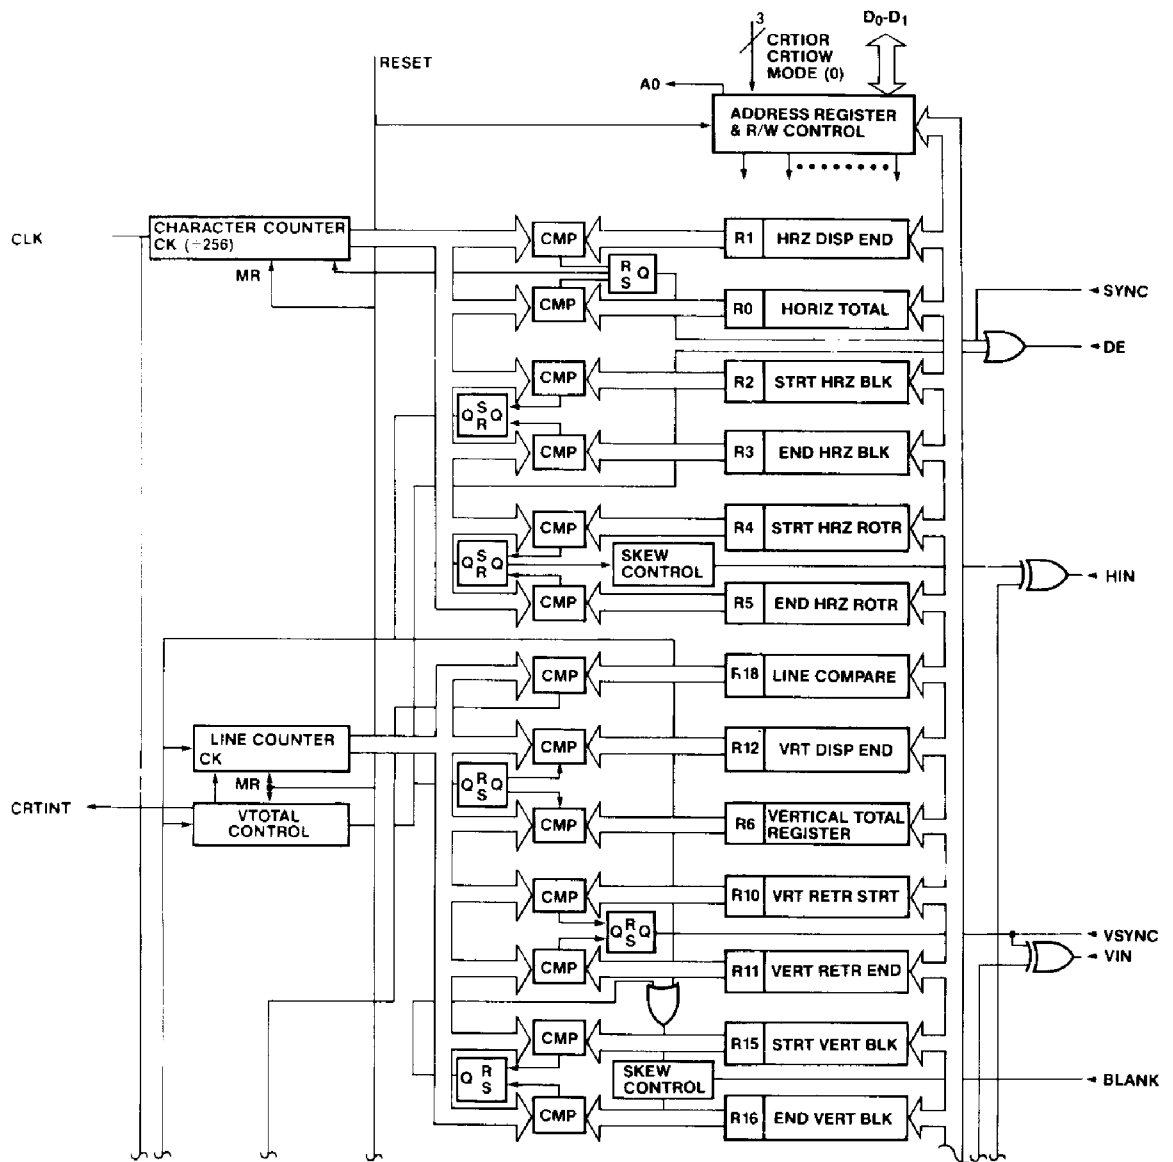 3
D0-D1
CRTIOR
CRTIOW
MODE (0)
RESET
A0
ADDRESS REGISTER
& R/W CONTROL
CLK
CHARACTER COUNTER
CK (÷256)
MR
CMP
R1 HRZ DISP END
R Q
S
CMP
R0 HORIZ TOTAL
SYNC
DE
CMP
R2 STRT HRZ BLK
Q S Q
R
CMP
R3 END HRZ BLK
CMP
R4 STRT HRZ ROTR
Q S Q
R
SKEW
CONTROL
HIN
CMP
R5 END HRZ ROTR
CMP
R18 LINE COMPARE
LINE COUNTER
CK
MR
CMP
R12 VRT DISP END
Q R Q
S
CRTINT
VTOTAL
CONTROL
CMP
R6 VERTICAL TOTAL
REGISTER
CMP
R10 VRT RETR STRT
Q R Q
S
VSYNC
VIN
CMP
R11 VERT RETR END
CMP
R15 STRT VERT BLK
Q R
S
SKEW
CONTROL
BLANK
CMP
R16 END VERT BLK